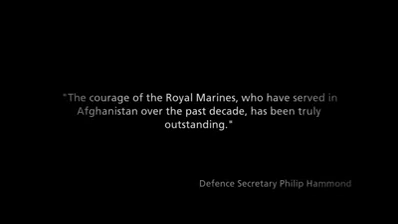 "The courage of the Royal Marines, who have served in
Afghanistan over the past decade, has been truly
outstanding."
Defence Secretary Philip Hammond